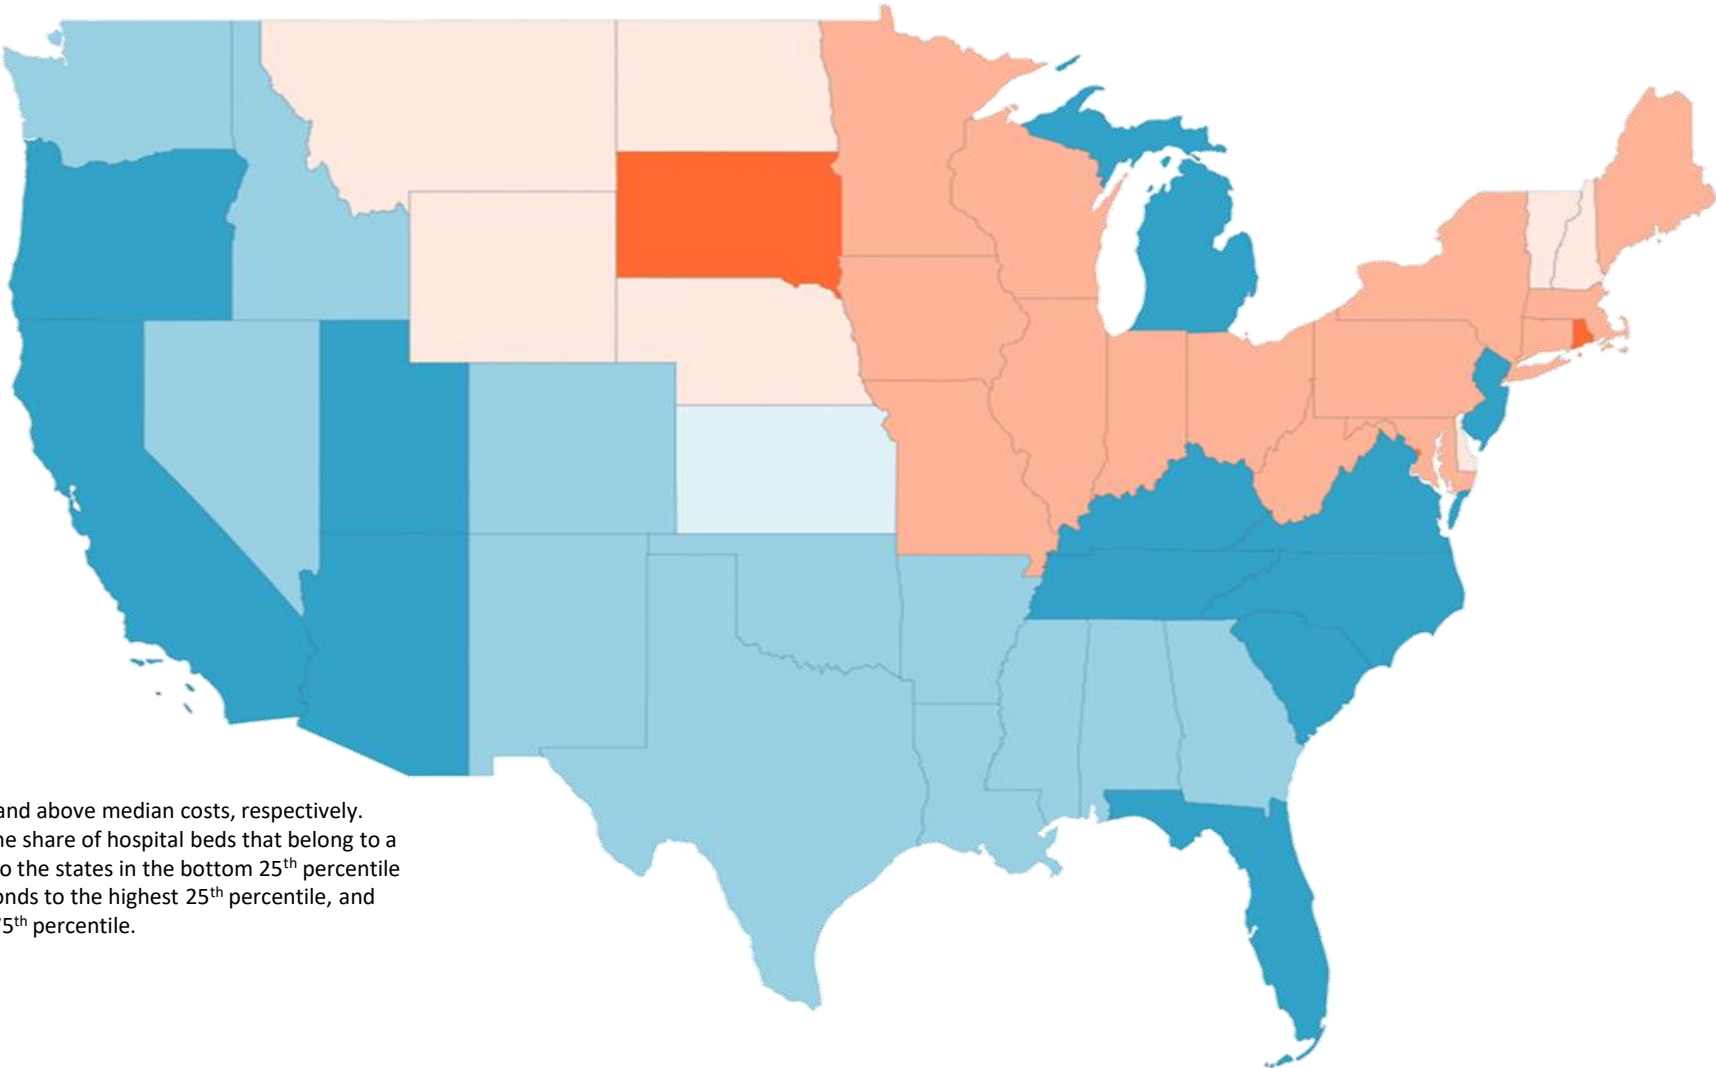 and above median costs, respectively.
he share of hospital beds that belong to a
o the states in the bottom 25th percentile
onds to the highest 25th percentile, and
5th percentile.